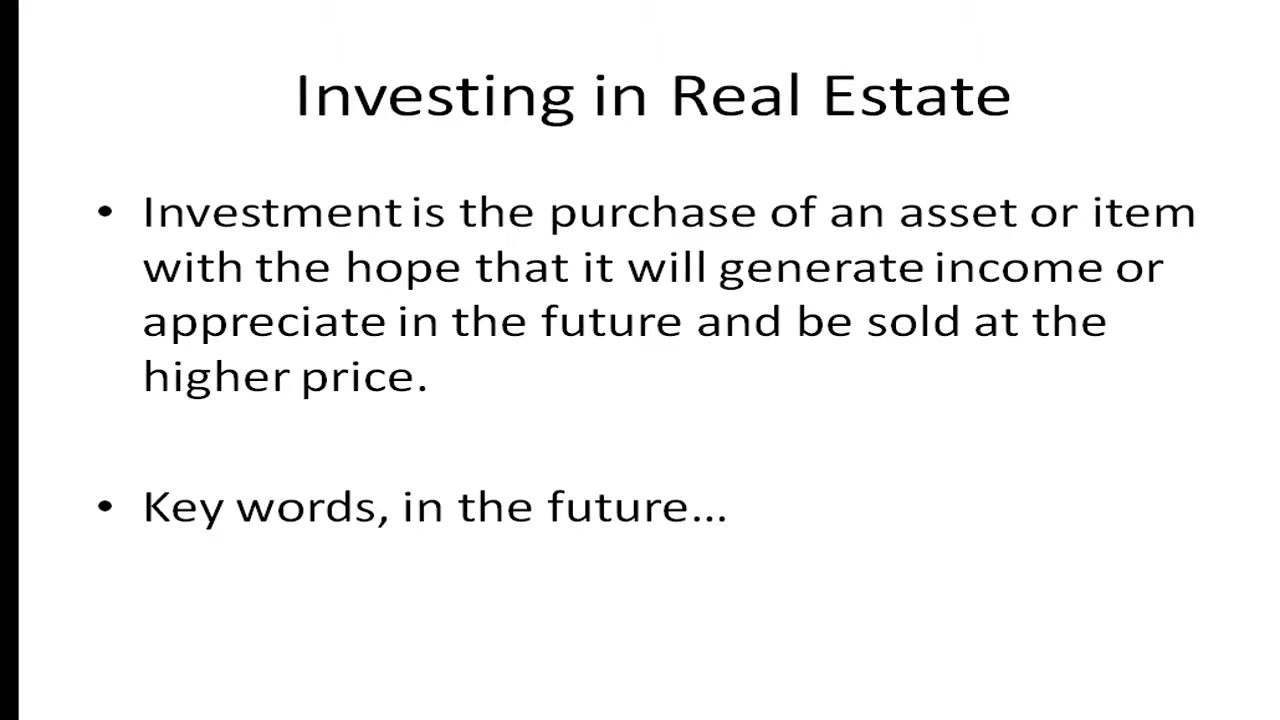 Investing in Real Estate
• Investment is the purchase of an asset or item
with the hope that it will generate income or
appreciate in the future and be sold at the
higher price.
• Key words, in the future...